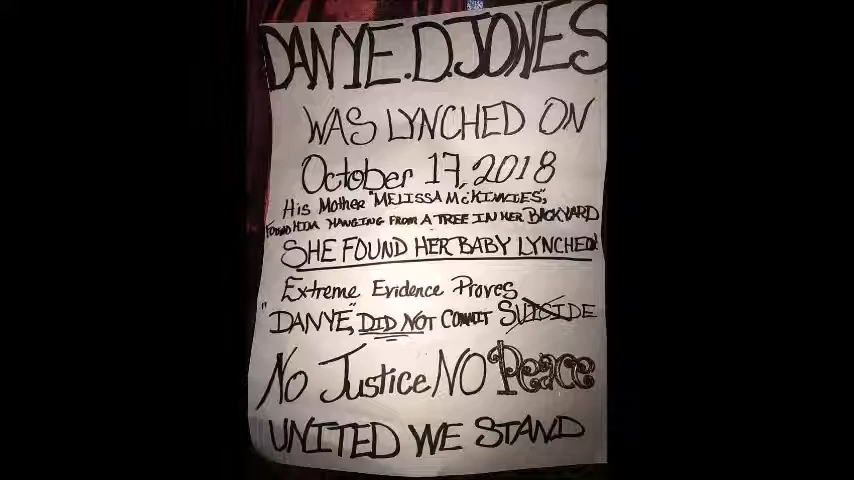 DANYE.D.JONES
WAS LYNCHED ON
October 17, 2018
His Mother "MELISSA McKINNIES",
FOUND HIM HANGING FROM A TREE IN HER BACKYARD
SHE FOUND HER BABY LYNCHED!
Extreme Evidence Proves
"DANYE", DID NOT COMMIT SUICIDE
No Justice NO Peace
UNITED WE STAND